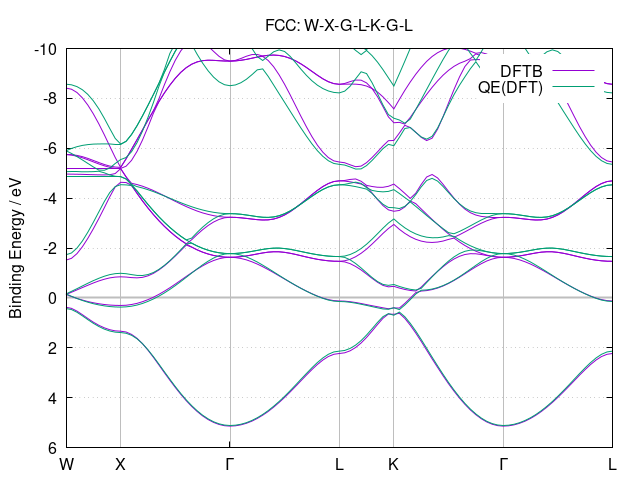 FCC: W-X-G-L-K-G-L
Binding Energy / eV
-10
-8
-6
-4
-2
0
2
4
6
DFTB
QE(DFT)
W X Γ L K Γ L